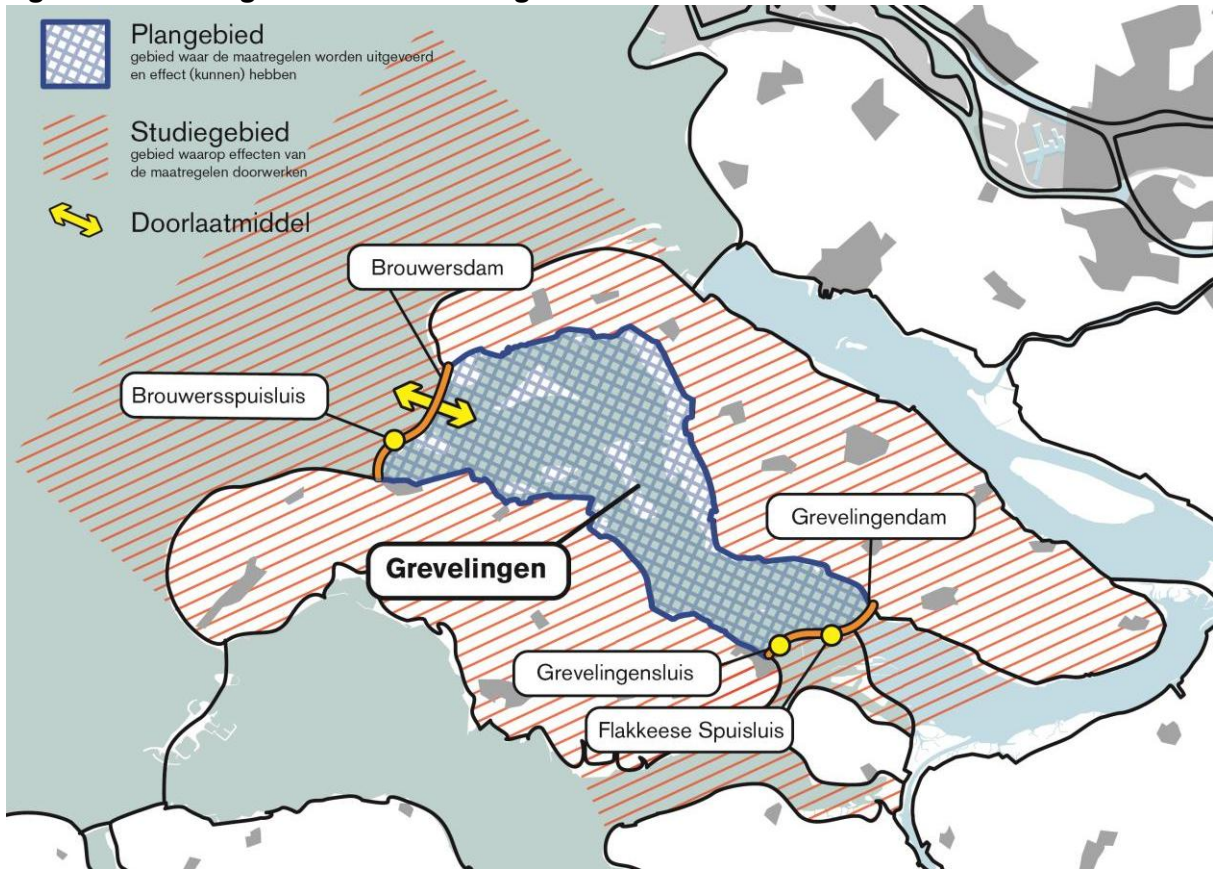 Plangebied
gebied waar de maatregelen worden uitgevoerd
en effect (kunnen) hebben
Studiegebied
gebied waarop effecten van
de maatregelen doorwerken
Doorlaatmiddel
Brouwersdam
Brouwersspuisluis
Grevelingendam
Grevelingen
Grevelingensluis
Flakkeese Spuisluis